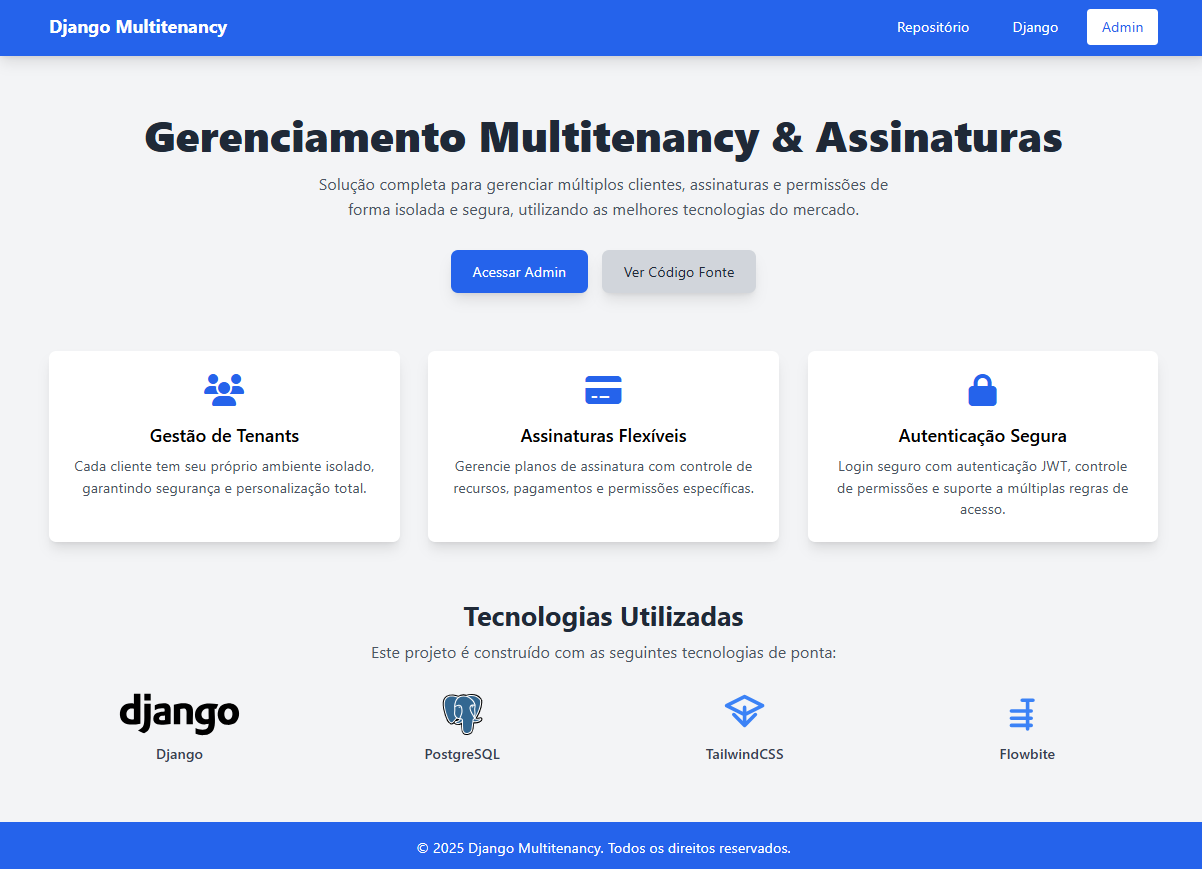 Django Multitenancy
Repositório
Django
Admin
Gerenciamento Multitenancy & Assinaturas
Solução completa para gerenciar múltiplos clientes, assinaturas e permissões de
forma isolada e segura, utilizando as melhores tecnologias do mercado.
Acessar Admin
Ver Código Fonte
Gestão de Tenants
Cada cliente tem seu próprio ambiente isolado,
garantindo segurança e personalização total.
Assinaturas Flexíveis
Gerencie planos de assinatura com controle de
recursos, pagamentos e permissões específicas.
Autenticação Segura
Login seguro com autenticação JWT, controle
de permissões e suporte a múltiplas regras de
acesso.
Tecnologias Utilizadas
Este projeto é construído com as seguintes tecnologias de ponta:
django
Django
PostgreSQL
TailwindCSS
Flowbite
© 2025 Django Multitenancy. Todos os direitos reservados.